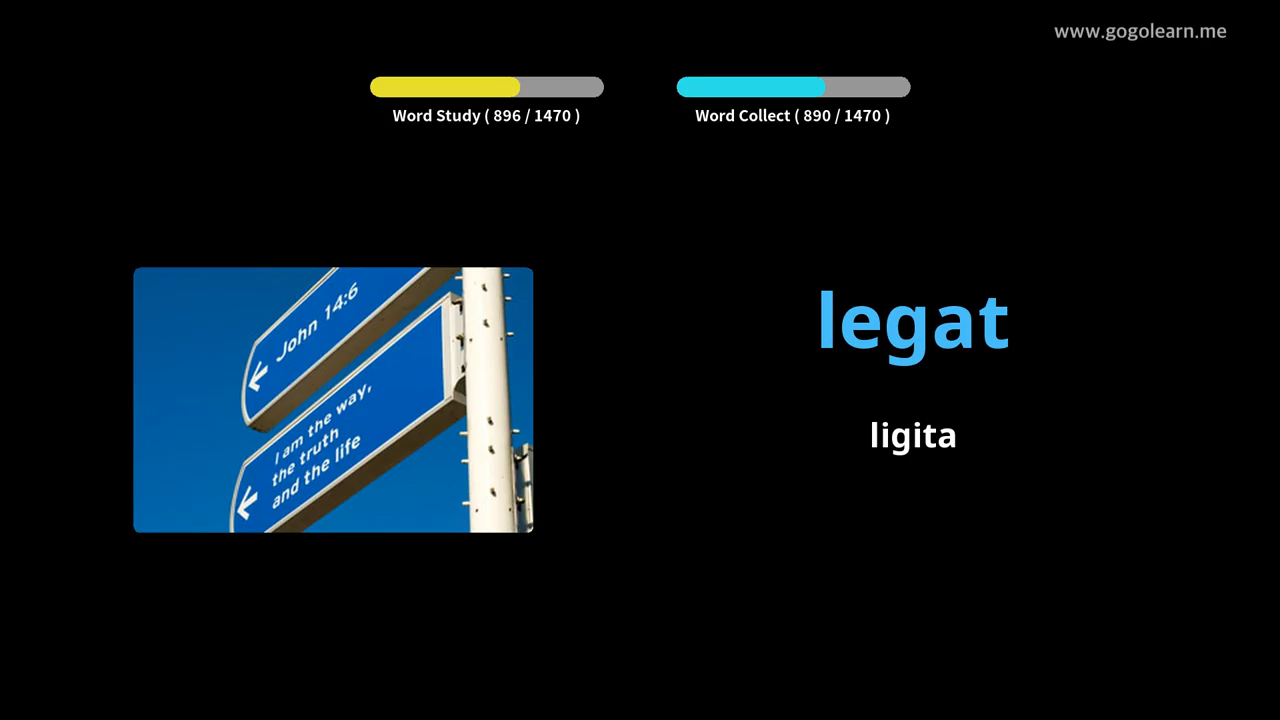 www.gogolearn.me
Word Study ( 896 / 1470 )
Word Collect ( 890 / 1470 )
John 14:6
I am the way,
the truth
and the life
legat
ligita